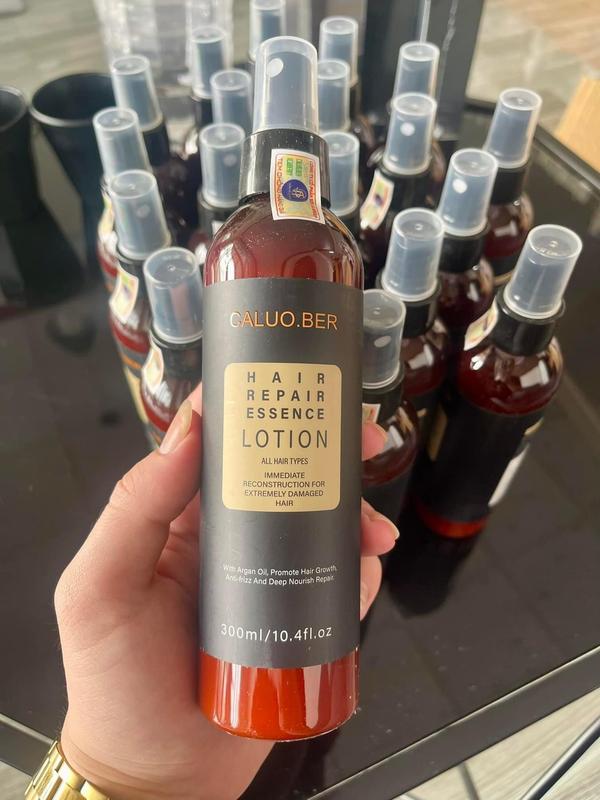 CALUO.BER
HAIR
REPAIR
ESSENCE
LOTION
ALL HAIR TYPES
IMMEDIATE
RECONSTRUCTION FOR
EXTREMELY DAMAGED
HAIR
With Argan Oil, Promote Hair Growth,
Anti-frizz And Deep Nourish Repair.
300ml/10.4fl.oz